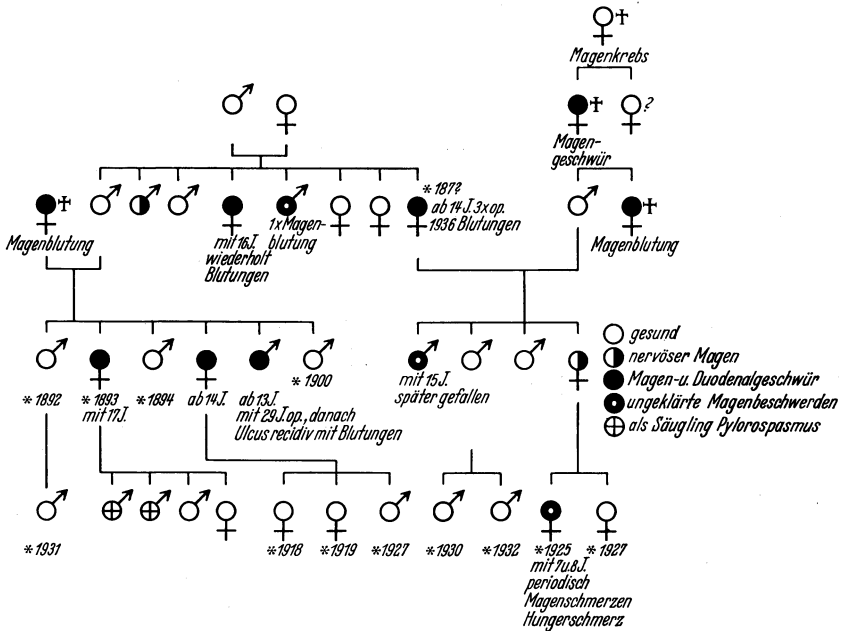 Magenkrebs
?
Magen-
geschwür
* 187?
ab 14 J. 3x op.
1936 Blutungen
Magenblutung
mit 16 J.
wiederholt
Blutungen
1x Magen-
blutung
Magenblutung
* 1892
* 1893
mit 17 J.
* 1894
ab 14 J.
ab 13 J.
mit 29 J. op., danach
Ulcus recidiv mit Blutungen
* 1900
mit 15 J.
später gefallen
gesund
nervöser Magen
Magen- u. Duodenalgeschwür
ungeklärte Magenbeschwerden
als Säugling Pylorospasmus
* 1931
* 1918
* 1919
* 1927
* 1930
* 1932
* 1925
mit 7 u. 8 J.
periodisch
Magenschmerzen
Hungerschmerz
* 1927